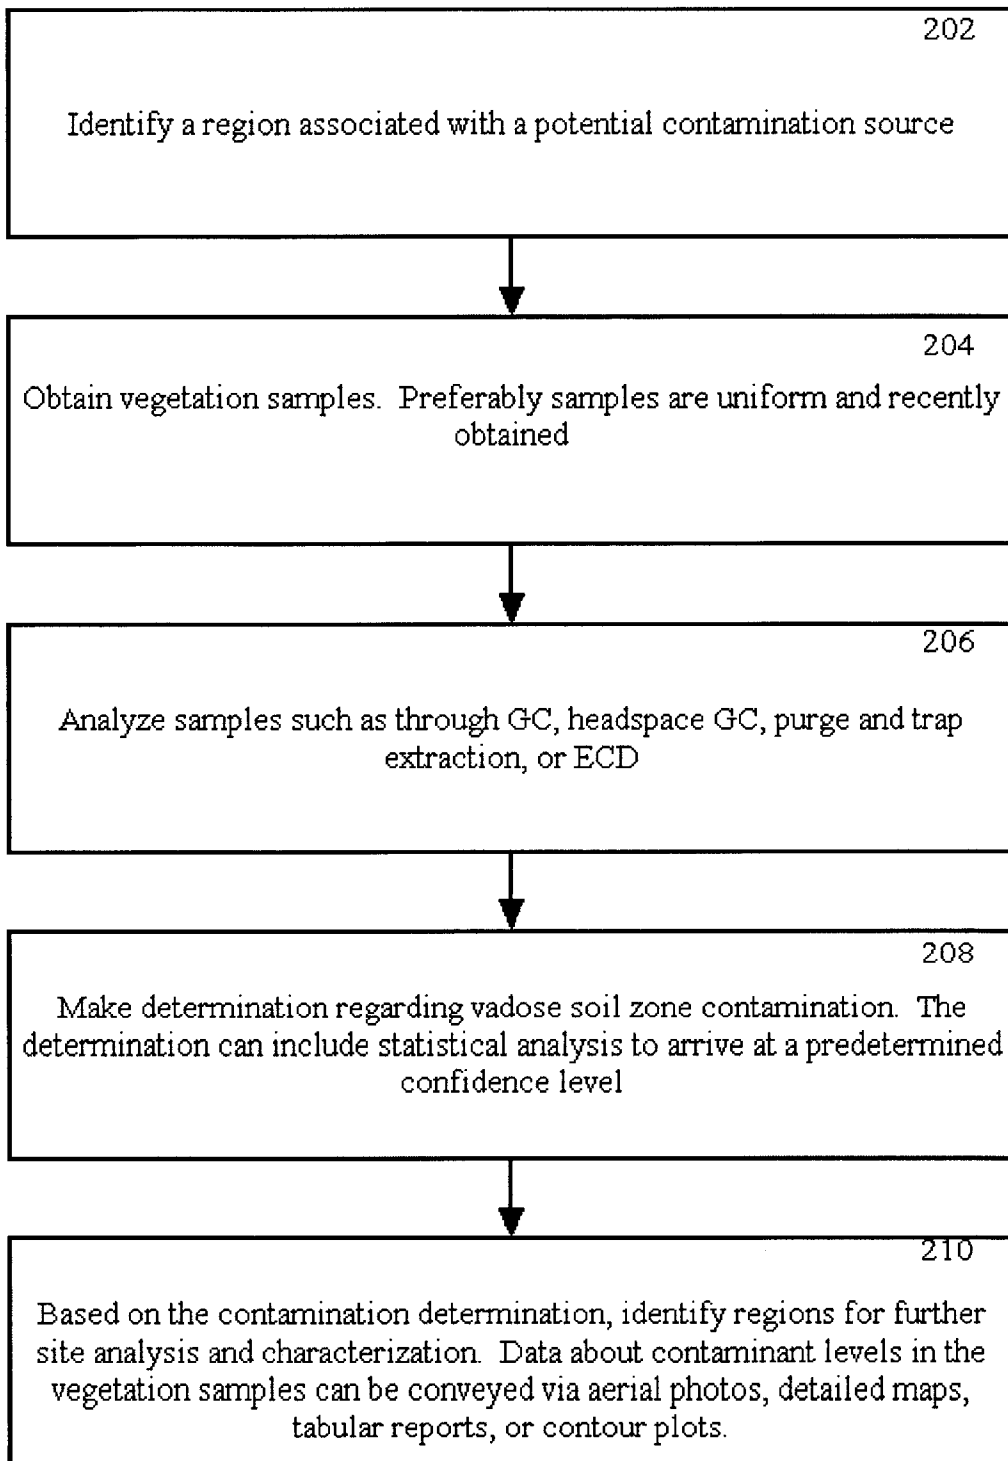 202
Identify a region associated with a potential contamination source
204
Obtain vegetation samples.  Preferably samples are uniform and recently
obtained
206
Analyze samples such as through GC, headspace GC, purge and trap
extraction, or ECD
208
Make determination regarding vadose soil zone contamination.  The
determination can include statistical analysis to arrive at a predetermined
confidence level
210
Based on the contamination determination, identify regions for further
site analysis and characterization.  Data about contaminant levels in the
vegetation samples can be conveyed via aerial photos, detailed maps,
tabular reports, or contour plots.